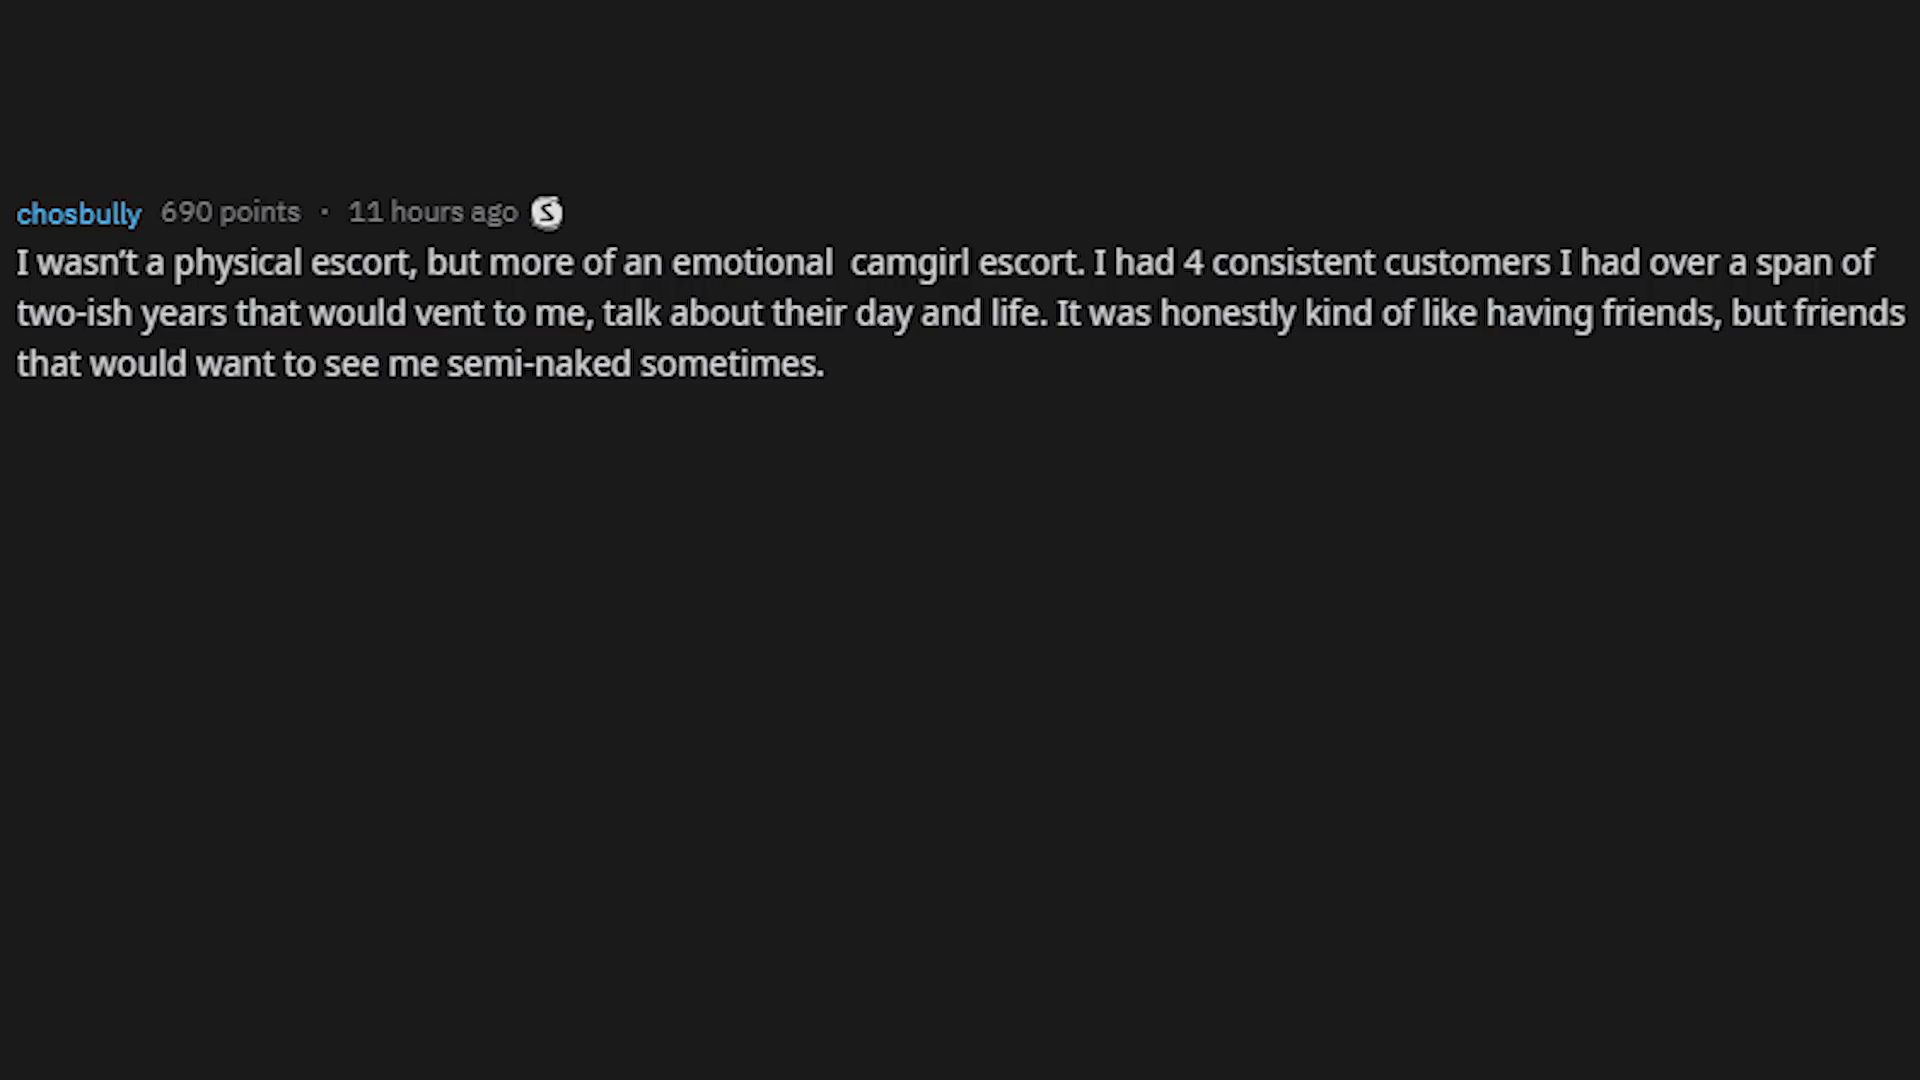 chosbully 690 points · 11 hours ago S
I wasn't a physical escort, but more of an emotional  camgirl escort. I had 4 consistent customers I had over a span of
two-ish years that would vent to me, talk about their day and life. It was honestly kind of like having friends, but friends
that would want to see me semi-naked sometimes.